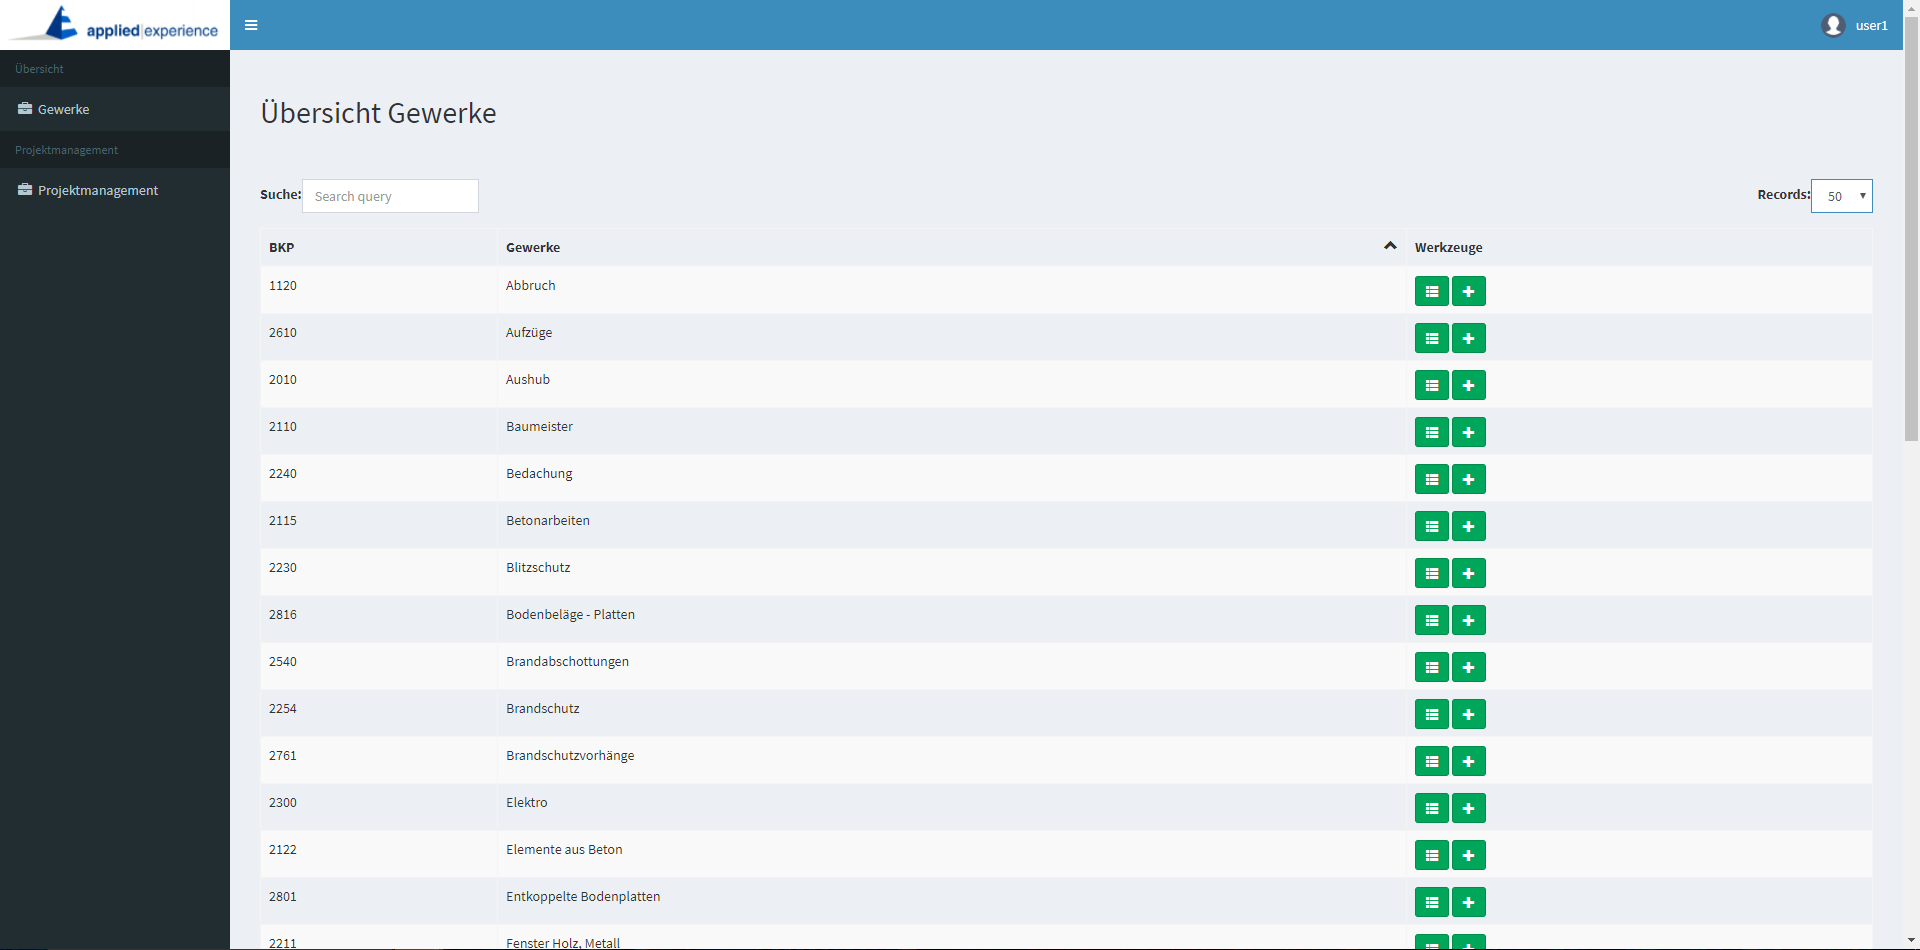 applied|experience
user1
Übersicht
Gewerke
Projektmanagement
Projektmanagement
Übersicht Gewerke
Suche: Search query Records: 50
BKP Gewerke Werkzeuge
1120 Abbruch
2610 Aufzüge
2010 Aushub
2110 Baumeister
2240 Bedachung
2115 Betonarbeiten
2230 Blitzschutz
2816 Bodenbeläge - Platten
2540 Brandabschottungen
2254 Brandschutz
2761 Brandschutzvorhänge
2300 Elektro
2122 Elemente aus Beton
2801 Entkoppelte Bodenplatten
2211 Fenster Holz, Metall